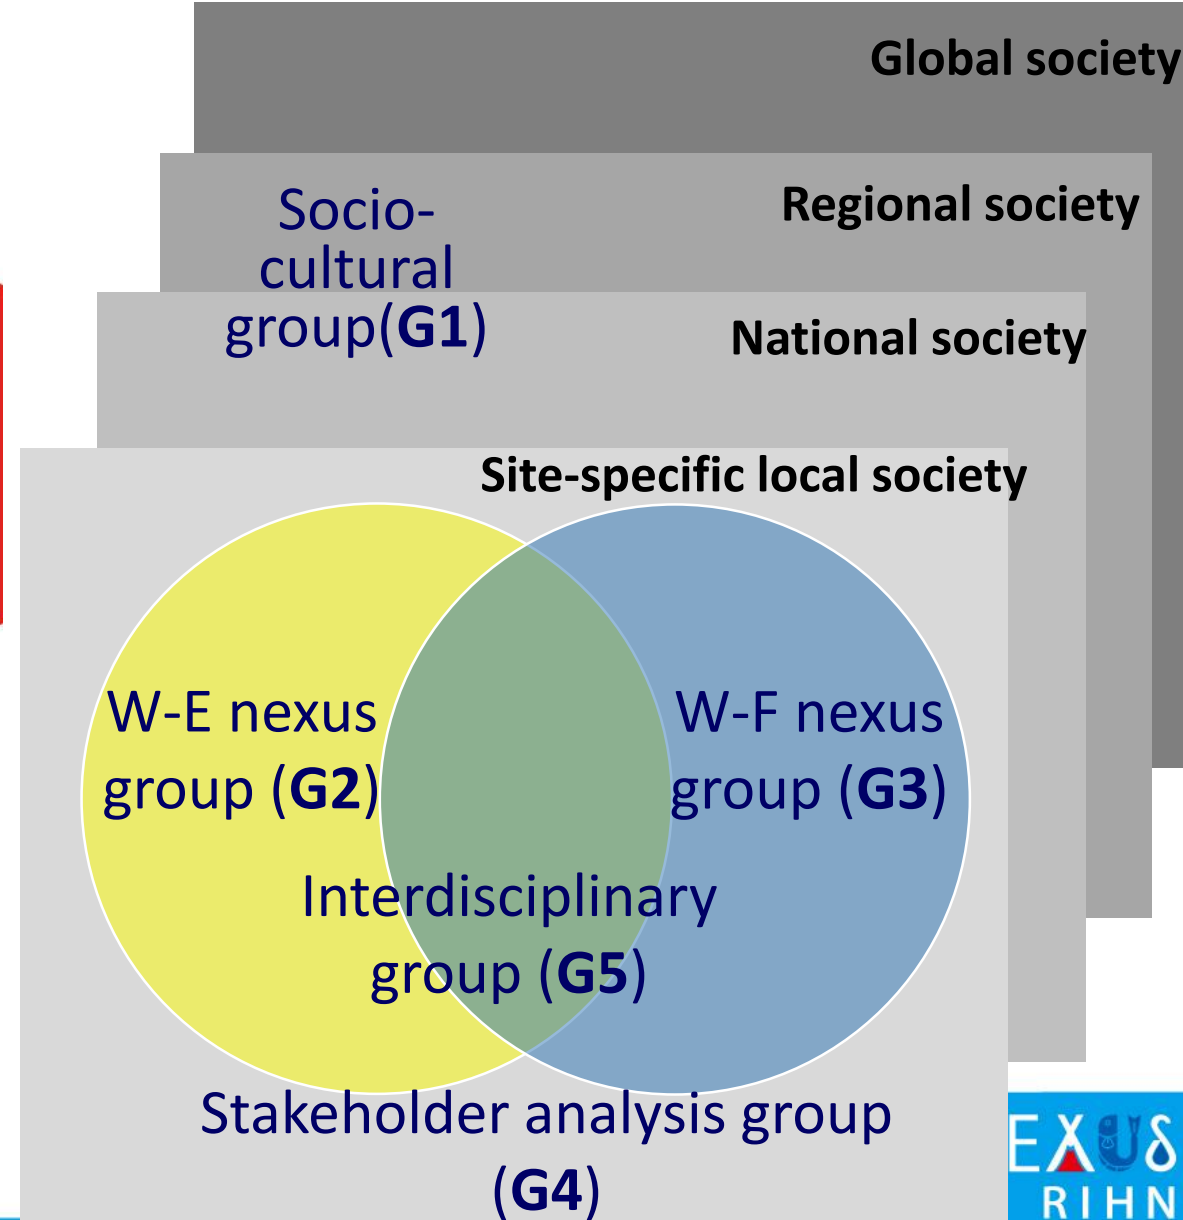 Global society
Regional society
Socio-
cultural
group(G1)
National society
Site-specific local society
W-E nexus
group (G2)
W-F nexus
group (G3)
Interdisciplinary
group (G5)
Stakeholder analysis group
(G4)
EXUS
RIHN